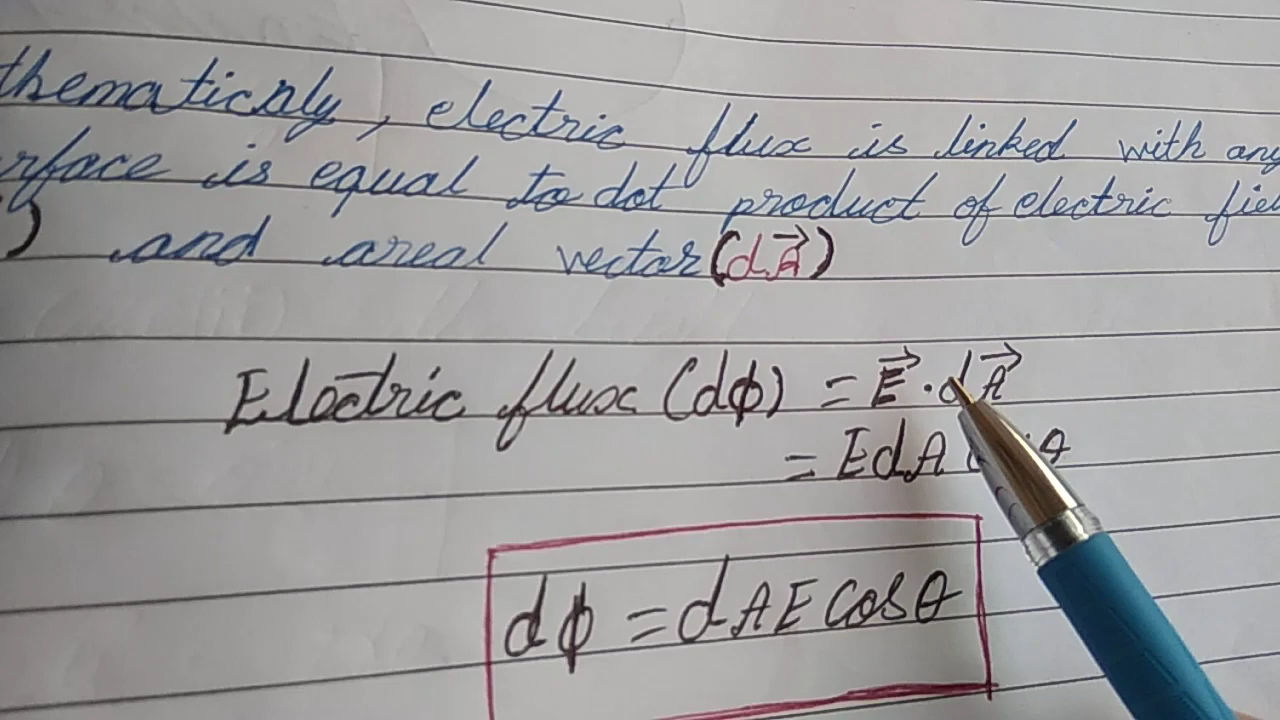 thematically, electric flux is linked with any
rface is equal to dot product of electric fiel
) and areal vector (dA⃗)
Electric flux (dϕ) = E⃗ · dA⃗
= EdA θ
dϕ = dAE cosθ